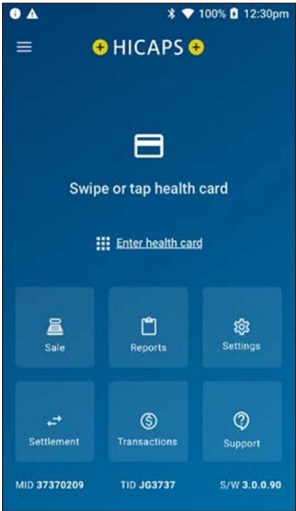 100% 12:30pm
HICAPS
Swipe or tap health card
Enter health card
Sale Reports Settings
Settlement Transactions Support
MID 37370209 TID JG3737 S/W 3.0.0.90